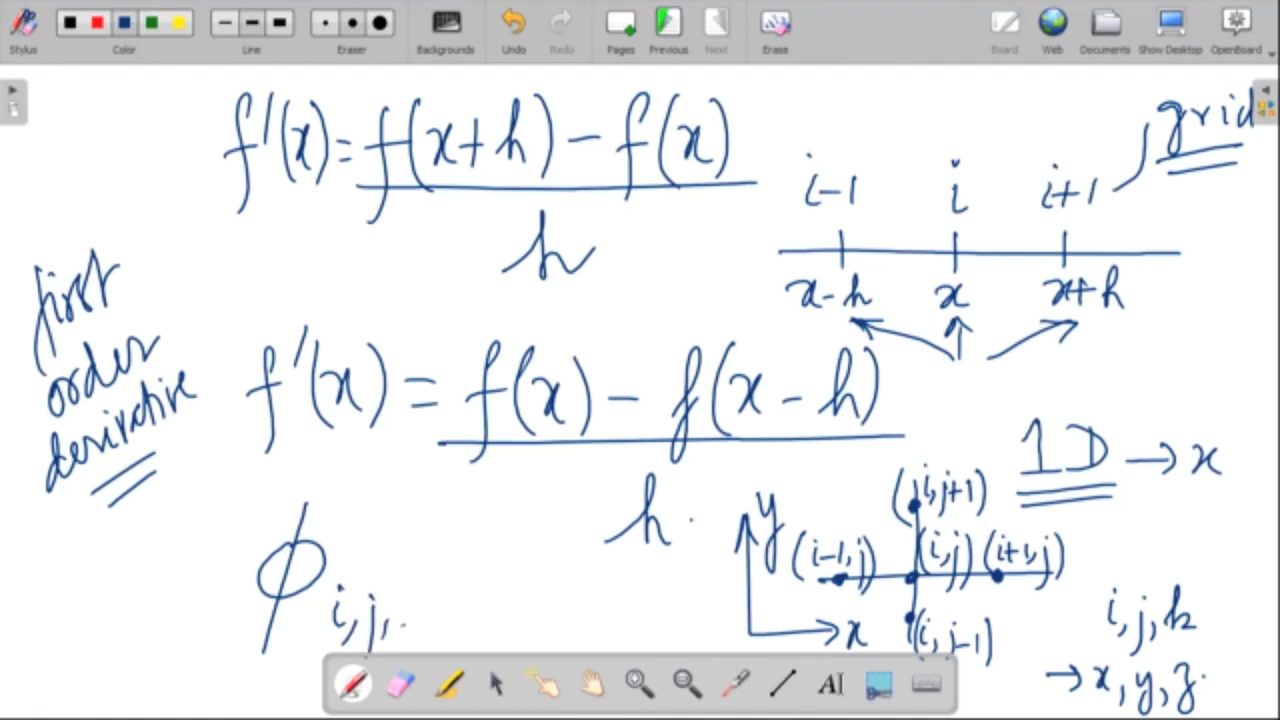 Stylus Color Line Eraser Backgrounds Undo Redo Pages Previous Next Erase Board Web Documents Show Desktop OpenBoard
f'(x) = f(x+h) - f(x)
h
grid
i-1 i i+1
x-h x x+h
first
order
derivative
f'(x) = f(x) - f(x-h)
h.
1D → x
y
x
(i,j+1)
(i-1,j) (i,j) (i+1,j)
(i,j-1)
ϕ i,j,.
i,j,k
→ x,y,z.
AI